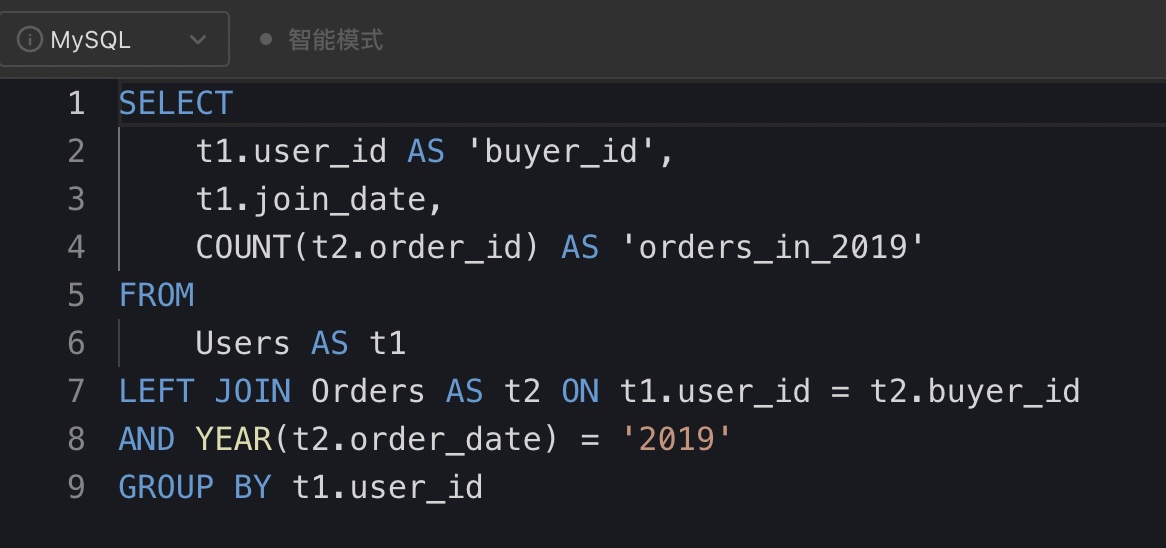 MySQL 智能模式
1 SELECT
2 t1.user_id AS 'buyer_id',
3 t1.join_date,
4 COUNT(t2.order_id) AS 'orders_in_2019'
5 FROM
6 Users AS t1
7 LEFT JOIN Orders AS t2 ON t1.user_id = t2.buyer_id
8 AND YEAR(t2.order_date) = '2019'
9 GROUP BY t1.user_id